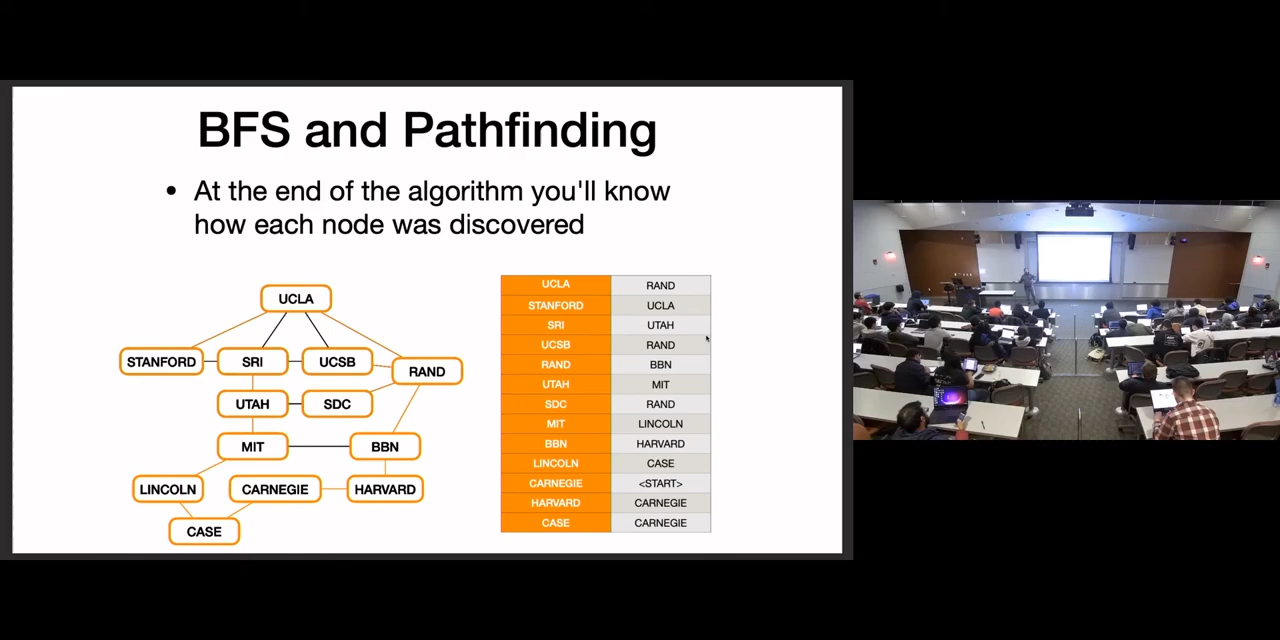 BFS and Pathfinding
• At the end of the algorithm you'll know
how each node was discovered
UCLA
STANFORD
SRI
UCSB
RAND
UTAH
SDC
MIT
BBN
LINCOLN
CARNEGIE
HARVARD
CASE
UCLA RAND
STANFORD UCLA
SRI UTAH
UCSB RAND
RAND BBN
UTAH MIT
SDC RAND
MIT LINCOLN
BBN HARVARD
LINCOLN CASE
CARNEGIE <START>
HARVARD CARNEGIE
CASE CARNEGIE